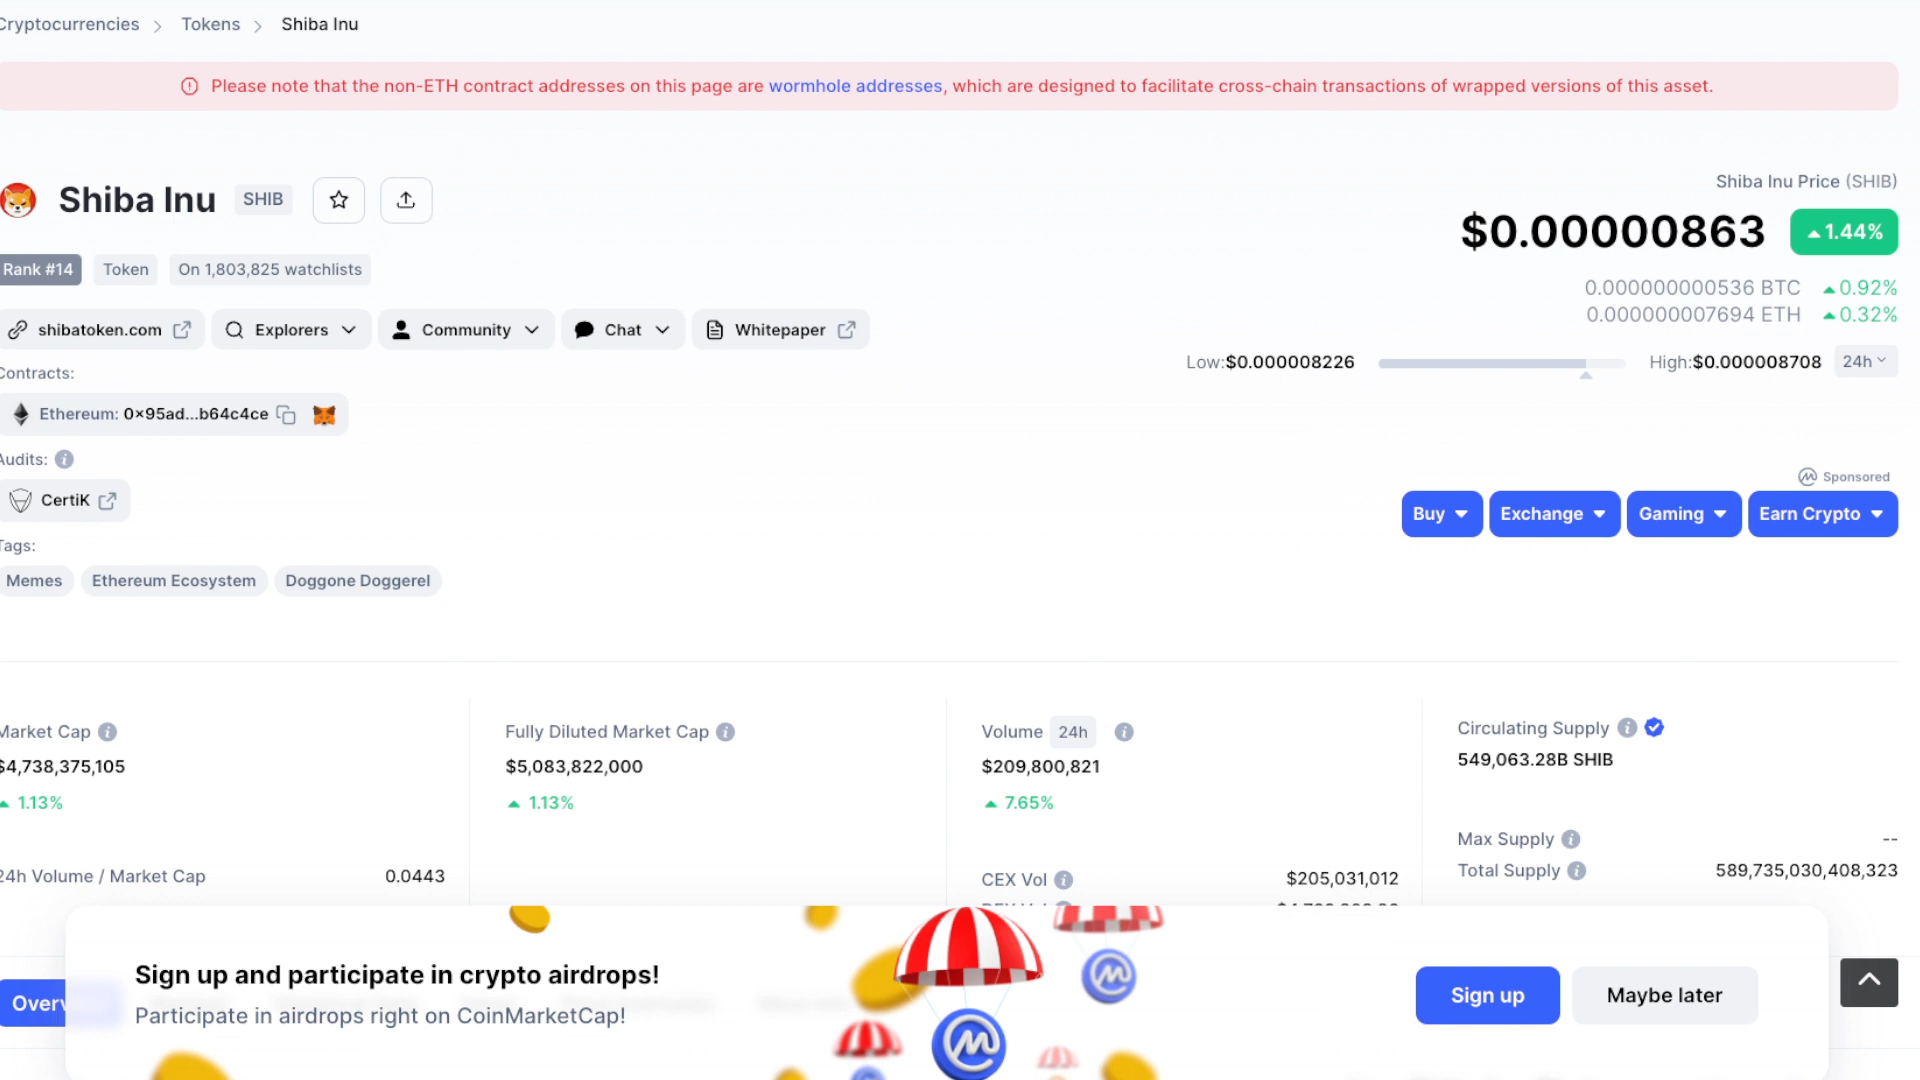 Cryptocurrencies Tokens Shiba Inu
Please note that the non-ETH contract addresses on this page are wormhole addresses, which are designed to facilitate cross-chain transactions of wrapped versions of this asset.
Shiba Inu SHIB
Shiba Inu Price (SHIB)
$0.00000863 1.44%
Rank #14 Token On 1,803,825 watchlists
0.000000000536 BTC 0.92%
0.000000007694 ETH 0.32%
shibatoken.com Explorers Community Chat Whitepaper
Low:$0.000008226 High:$0.000008708 24h
Contracts:
Ethereum: 0×95ad...b64c4ce
Audits:
CertiK
Sponsored
Buy Exchange Gaming Earn Crypto
Tags:
Memes Ethereum Ecosystem Doggone Doggerel
Market Cap
$4,738,375,105
1.13%
24h Volume / Market Cap 0.0443
Fully Diluted Market Cap
$5,083,822,000
1.13%
Volume 24h
$209,800,821
7.65%
CEX Vol $205,031,012
Circulating Supply
549,063.28B SHIB
Max Supply --
Total Supply 589,735,030,408,323
Sign up and participate in crypto airdrops!
Participate in airdrops right on CoinMarketCap!
Sign up Maybe later